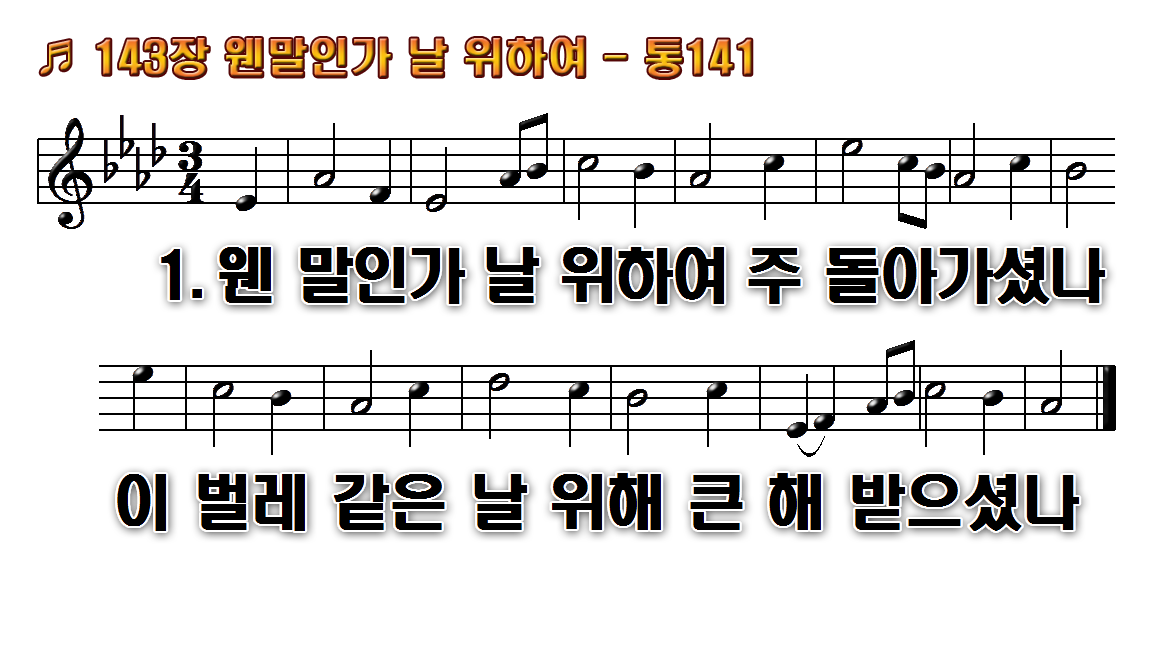 143장 웬말인가 날 위하여 - 통141
3
4
1. 웬 말인가 날 위하여 주 돌아가셨나
이 벌레 같은 날 위해 큰 해 받으셨나